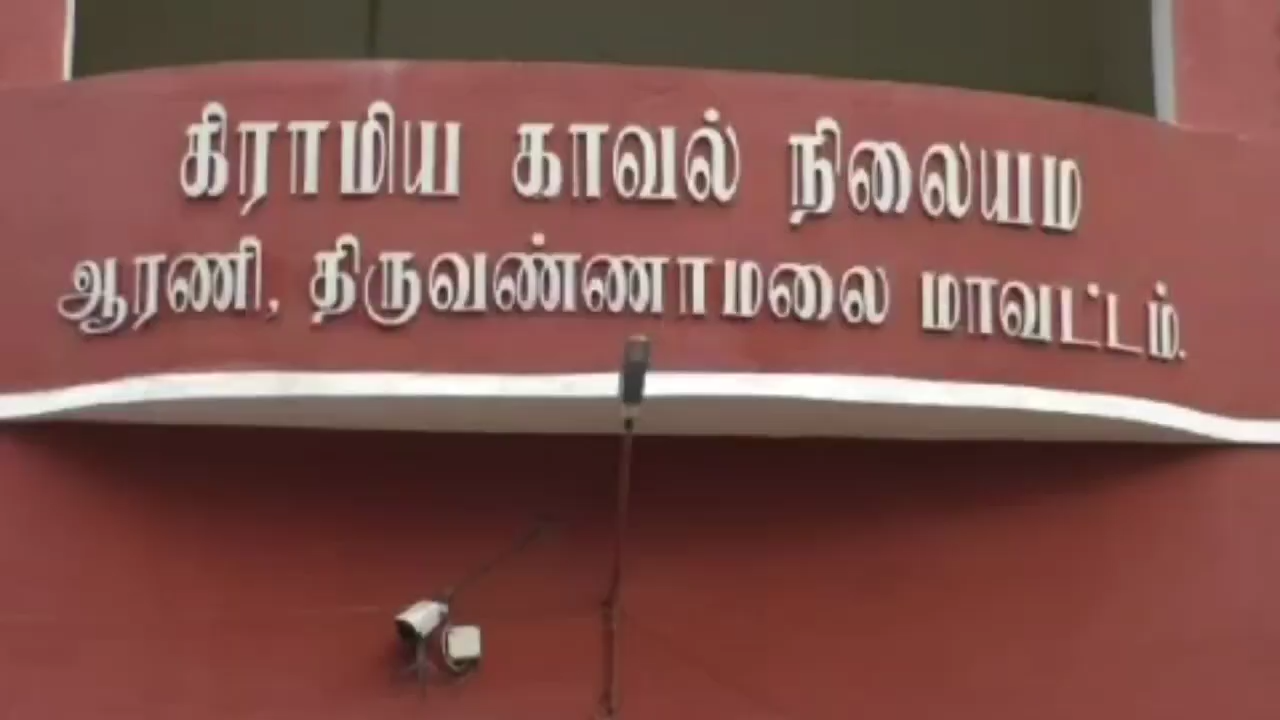 கிராமிய காவல் நிலையம
ஆரணி, திருவண்ணாமலை மாவட்டம்.